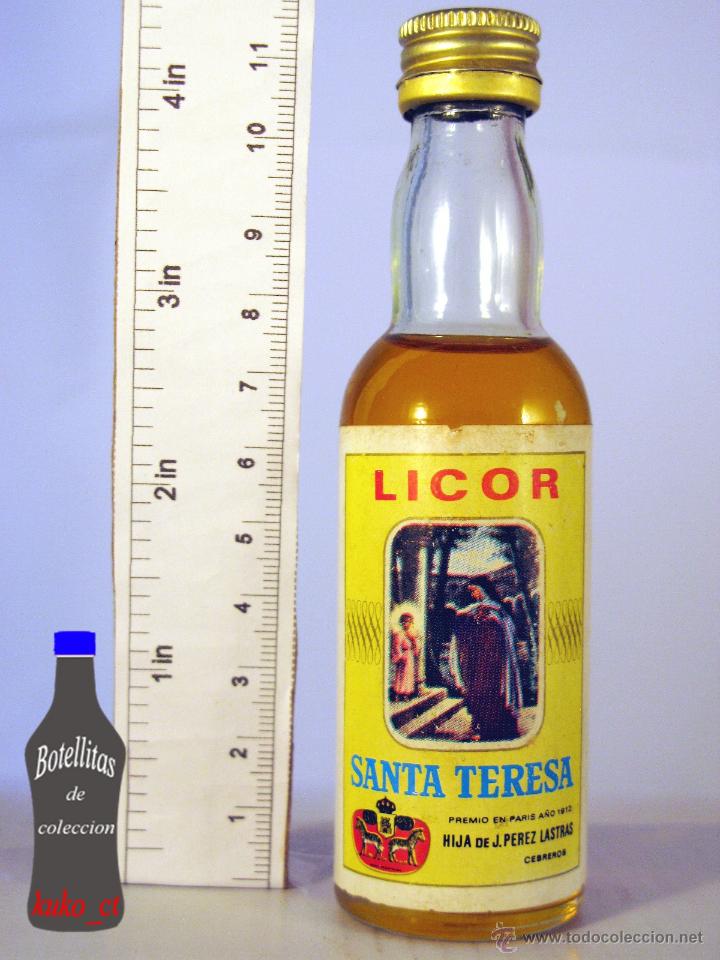 11
4 in
10
9
3 in
8
7
6
2 in
5
4
1 in
3
2
1
LICOR
SANTA TERESA
PREMIO EN PARIS AÑO 1912
HIJA DE J. PEREZ LASTRAS
CEBREROS
Botellitas
de
coleccion
kuko_ct
www.todocoleccion.net